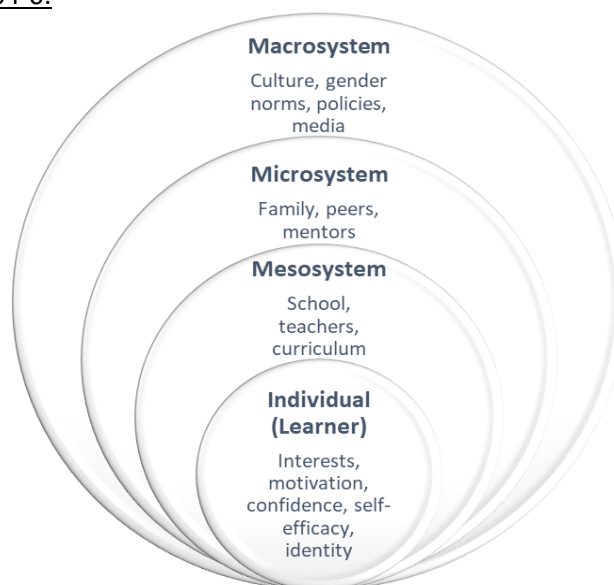 Macrosystem
Culture, gender
norms, policies,
media
Microsystem
Family, peers,
mentors
Mesosystem
School,
teachers,
curriculum
Individual
(Learner)
Interests,
motivation,
confidence, self-
efficacy,
identity